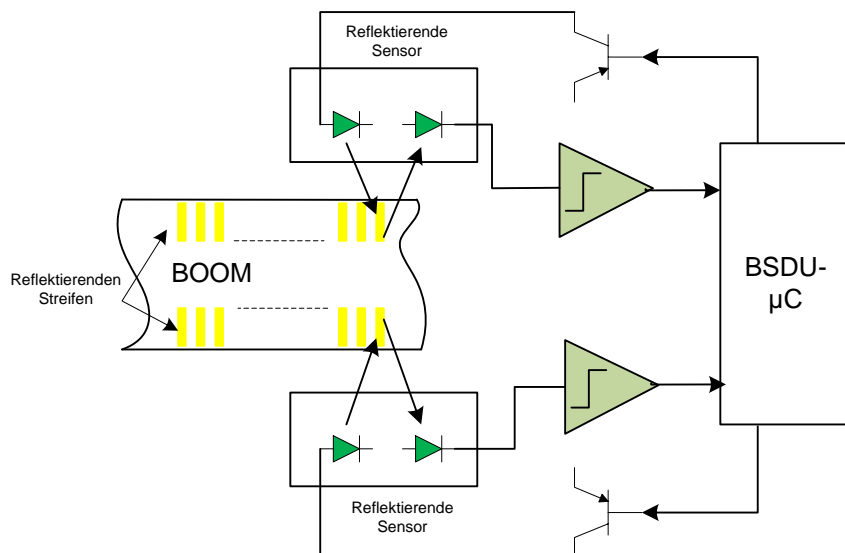 Reflektierende
Sensor
BOOM
Reflektierenden
Streifen
BSDU-
µC
Reflektierende
Sensor